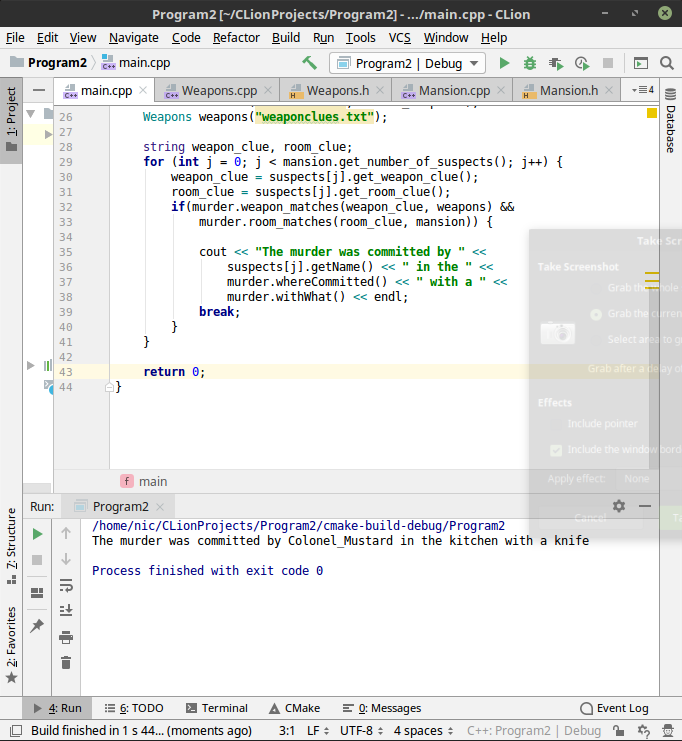 Program2 [~/CLionProjects/Program2] - .../main.cpp - CLion
File Edit View Navigate Code Refactor Build Run Tools VCS Window Help
Program2 main.cpp Program2 | Debug
1: Project
main.cpp Weapons.cpp Weapons.h Mansion.cpp Mansion.h 4
Database
26 Weapons weapons("weaponclues.txt");
27
28 string weapon_clue, room_clue;
29 for (int j = 0; j < mansion.get_number_of_suspects(); j++) {
30 weapon_clue = suspects[j].get_weapon_clue();
31 room_clue = suspects[j].get_room_clue();
32 if(murder.weapon_matches(weapon_clue, weapons) &&
33 murder.room_matches(room_clue, mansion)) {
34
35 cout << "The murder was committed by " <<
36 suspects[j].getName() << " in the " <<
37 murder.whereCommitted() << " with a " <<
38 murder.withWhat() << endl;
39 break;
40 }
41 }
42
43 return 0;
44 }
Take Scr
Take Screenshot
Grab the whole
Grab the curren
Select area to g
Grab after a delay of
Effects
Include pointer
Include the window bord
Apply effect: None
Cancel
f main
Run: Program2
/home/nic/CLionProjects/Program2/cmake-build-debug/Program2
The murder was committed by Colonel_Mustard in the kitchen with a knife
Process finished with exit code 0
7: Structure
2: Favorites
4: Run 6: TODO Terminal CMake 0: Messages Event Log
Build finished in 1 s 44... (moments ago) 3:1 LF UTF-8 4 spaces C++: Program2 | Debug